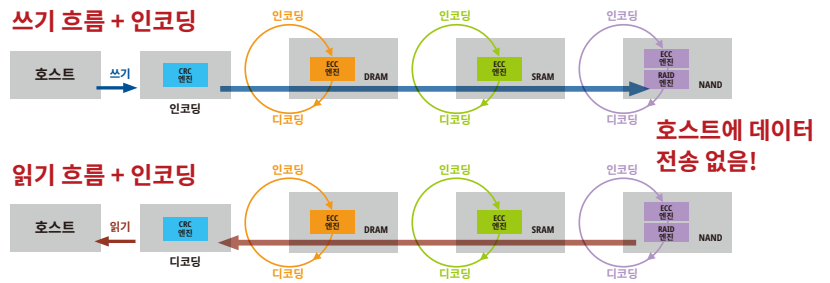 쓰기 흐름 + 인코딩
인코딩
인코딩
인코딩
호스트
쓰기
CRC
엔진
인코딩
ECC
엔진
DRAM
디코딩
ECC
엔진
SRAM
디코딩
ECC
엔진
RAID
엔진
NAND
디코딩
호스트에 데이터
전송 없음!
읽기 흐름 + 인코딩
인코딩
인코딩
인코딩
호스트
읽기
CRC
엔진
디코딩
ECC
엔진
DRAM
디코딩
ECC
엔진
SRAM
디코딩
ECC
엔진
RAID
엔진
NAND
디코딩